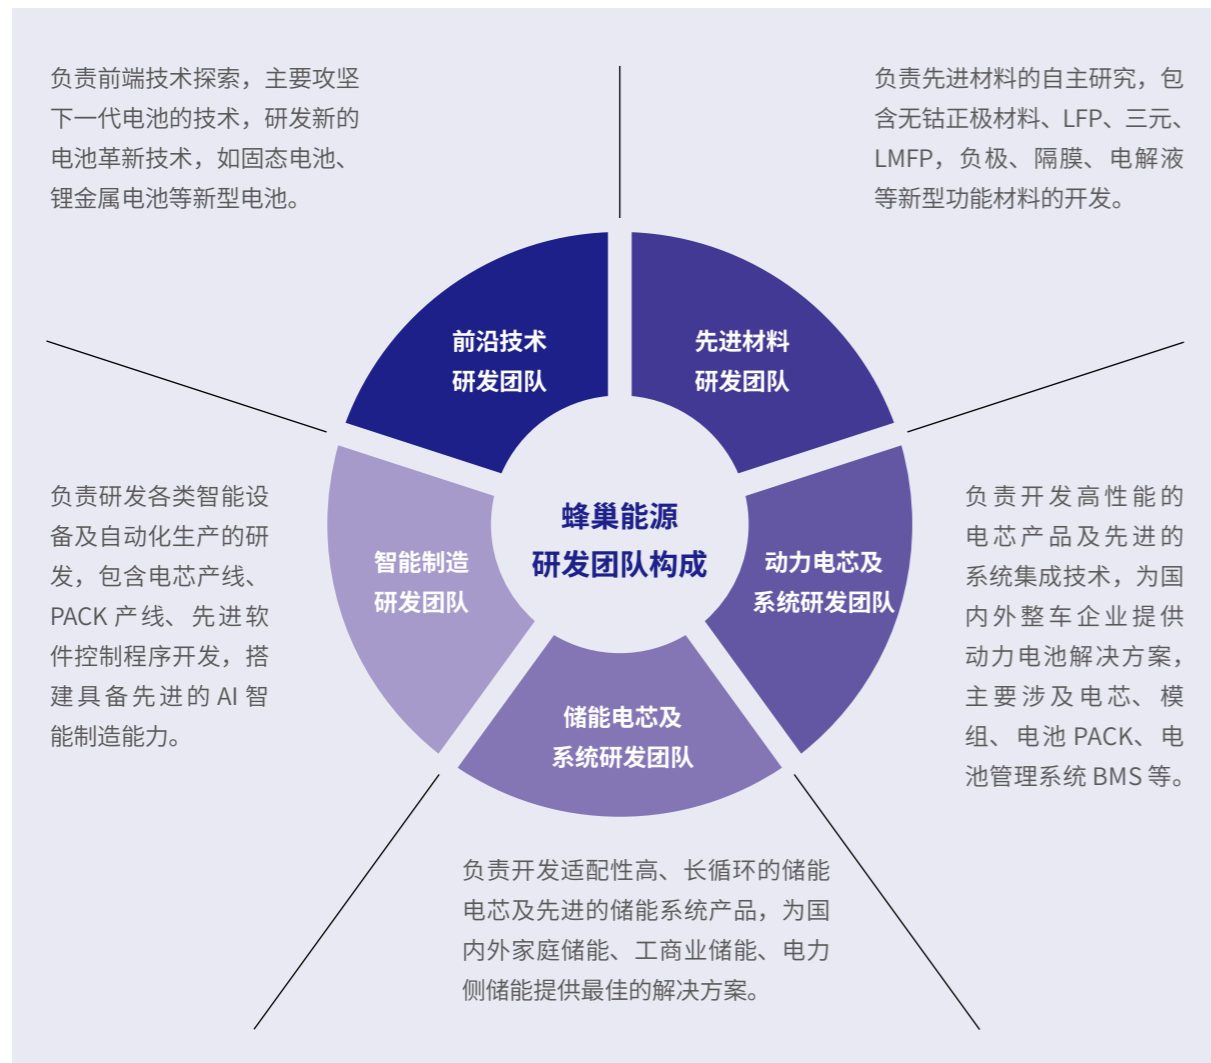 负责前端技术探索，主要攻坚
下一代电池的技术，研发新的
电池革新技术，如固态电池、
锂金属电池等新型电池。
负责先进材料的自主研究，包
含无钴正极材料、LFP、三元、
LMFP，负极、隔膜、电解液
等新型功能材料的开发。
前沿技术
研发团队
先进材料
研发团队
蜂巢能源
研发团队构成
负责研发各类智能设
备及自动化生产的研
发，包含电芯产线、
PACK 产线、先进软
件控制程序开发，搭
建具备先进的 AI 智
能制造能力。
智能制造
研发团队
动力电芯及
系统研发团队
负责开发高性能的
电芯产品及先进的
系统集成技术，为国
内外整车企业提供
动力电池解决方案，
主要涉及电芯、模
组、电池 PACK、电
池管理系统 BMS 等。
储能电芯及
系统研发团队
负责开发适配性高、长循环的储能
电芯及先进的储能系统产品，为国
内外家庭储能、工商业储能、电力
侧储能提供最佳的解决方案。